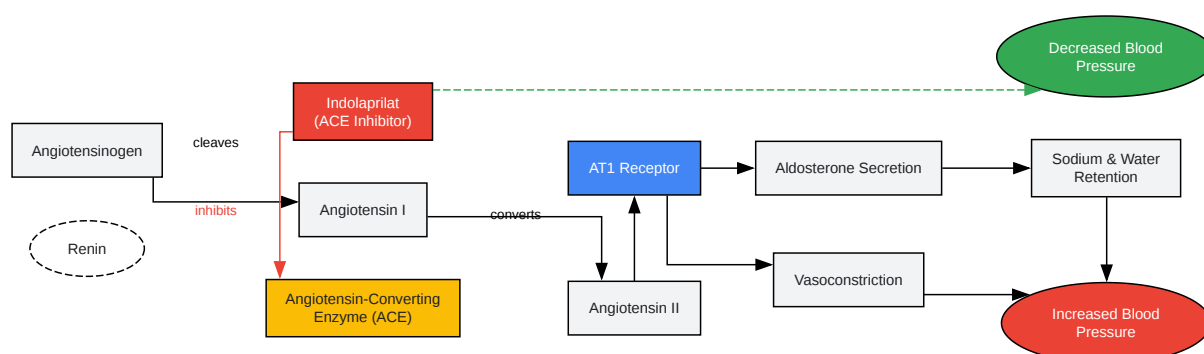 Decreased Blood
Pressure
Indolaprilat
(ACE Inhibitor)
Angiotensinogen
cleaves
AT1 Receptor
Aldosterone Secretion
Sodium & Water
Retention
inhibits
Angiotensin I
converts
Renin
Vasoconstriction
Angiotensin-Converting
Enzyme (ACE)
Angiotensin II
Increased Blood
Pressure